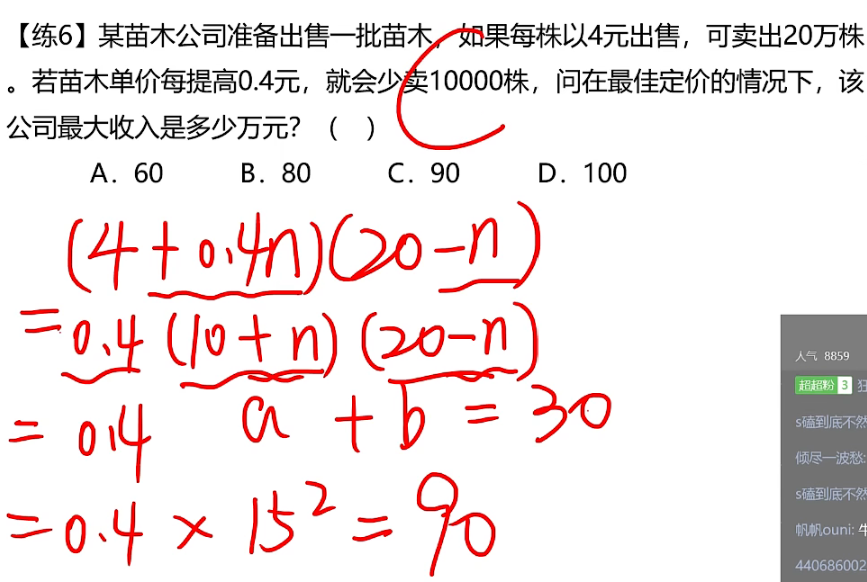 【练6】某苗木公司准备出售一批苗木，如果每株以4元出售，可卖出20万株
。若苗木单价每提高0.4元，就会少卖10000株，问在最佳定价的情况下，该
公司最大收入是多少万元？（ ）
A．60 B．80 C．90 D．100
C
(4+0.4n)(20-n)
=0.4(10+n)(20-n)
=0.4 a+b=30
=0.4×15²=90
人气 8859
超超粉 3 狂
s磕到底不然
倾尽一波愁:
s磕到底不然
帆帆ouni: 牛
440686002